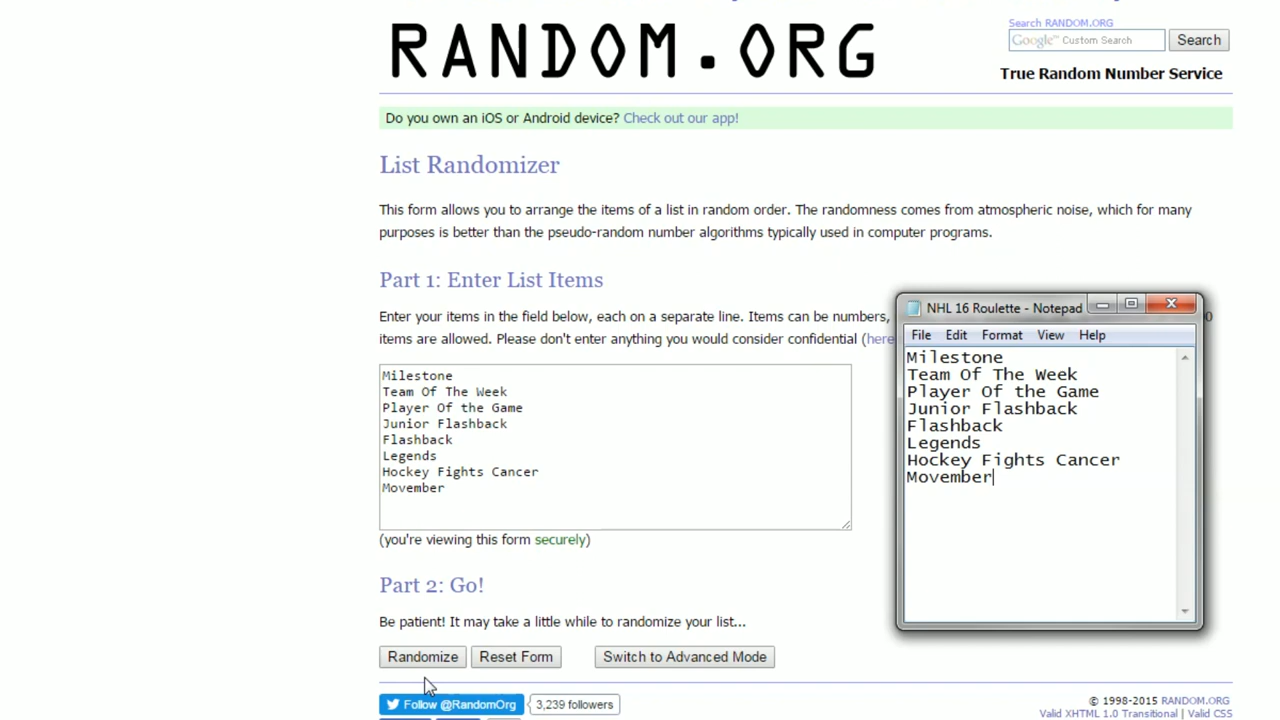 RANDOM.ORG
Search RANDOM.ORG
Google™ Custom Search
Search
True Random Number Service
Do you own an iOS or Android device? Check out our app!
List Randomizer
This form allows you to arrange the items of a list in random order. The randomness comes from atmospheric noise, which for many
purposes is better than the pseudo-random number algorithms typically used in computer programs.
Part 1: Enter List Items
Enter your items in the field below, each on a separate line. Items can be numbers,
items are allowed. Please don't enter anything you would consider confidential (here
Milestone
Team Of The Week
Player Of the Game
Junior Flashback
Flashback
Legends
Hockey Fights Cancer
Movember
(you're viewing this form securely)
Part 2: Go!
Be patient! It may take a little while to randomize your list...
Randomize
Reset Form
Switch to Advanced Mode
Follow @RandomOrg
3,239 followers
NHL 16 Roulette - Notepad
File Edit Format View Help
Milestone
Team Of The Week
Player Of the Game
Junior Flashback
Flashback
Legends
Hockey Fights Cancer
Movember
© 1998-2015 RANDOM.ORG
Valid XHTML 1.0 Transitional | Valid CSS